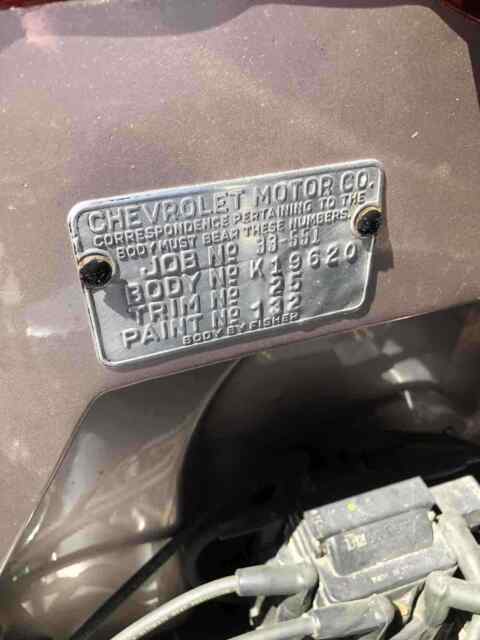 CHEVROLET MOTOR CO.
CORRESPONDENCE PERTAINING TO THE
BODY MUST BEAR THESE NUMBERS.
JOB No 33 551
BODY No K19620
TRIM No 25
PAINT No 132
BODY BY FISHER